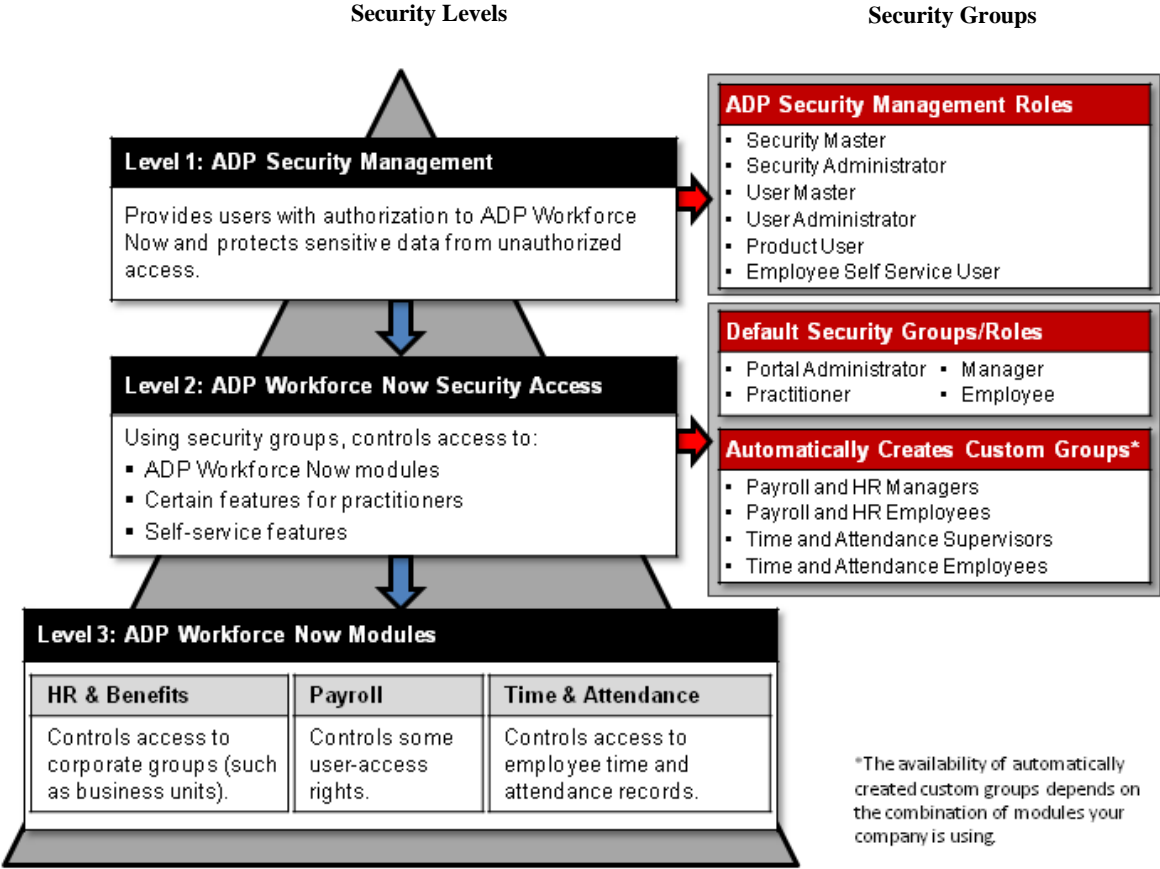 Security Levels
Security Groups
Level 1: ADP Security Management
Provides users with authorization to ADP Workforce
Now and protects sensitive data from unauthorized
access.
ADP Security Management Roles
▪ Security Master
▪ Security Administrator
▪ User Master
▪ User Administrator
▪ Product User
▪ Employee Self Service User
Level 2: ADP Workforce Now Security Access
Using security groups, controls access to:
▪ ADP Workforce Now modules
▪ Certain features for practitioners
▪ Self-service features
Default Security Groups/Roles
▪ Portal Administrator ▪ Manager
▪ Practitioner ▪ Employee
Automatically Creates Custom Groups*
▪ Payroll and HR Managers
▪ Payroll and HR Employees
▪ Time and Attendance Supervisors
▪ Time and Attendance Employees
Level 3: ADP Workforce Now Modules
HR & Benefits
Controls access to
corporate groups (such
as business units).
Payroll
Controls some
user-access
rights.
Time & Attendance
Controls access to
employee time and
attendance records.
*The availability of automatically
created custom groups depends on
the combination of modules your
company is using.